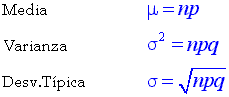 Media μ = np
Varianza σ² = npq
Desv.Típica σ = √npq